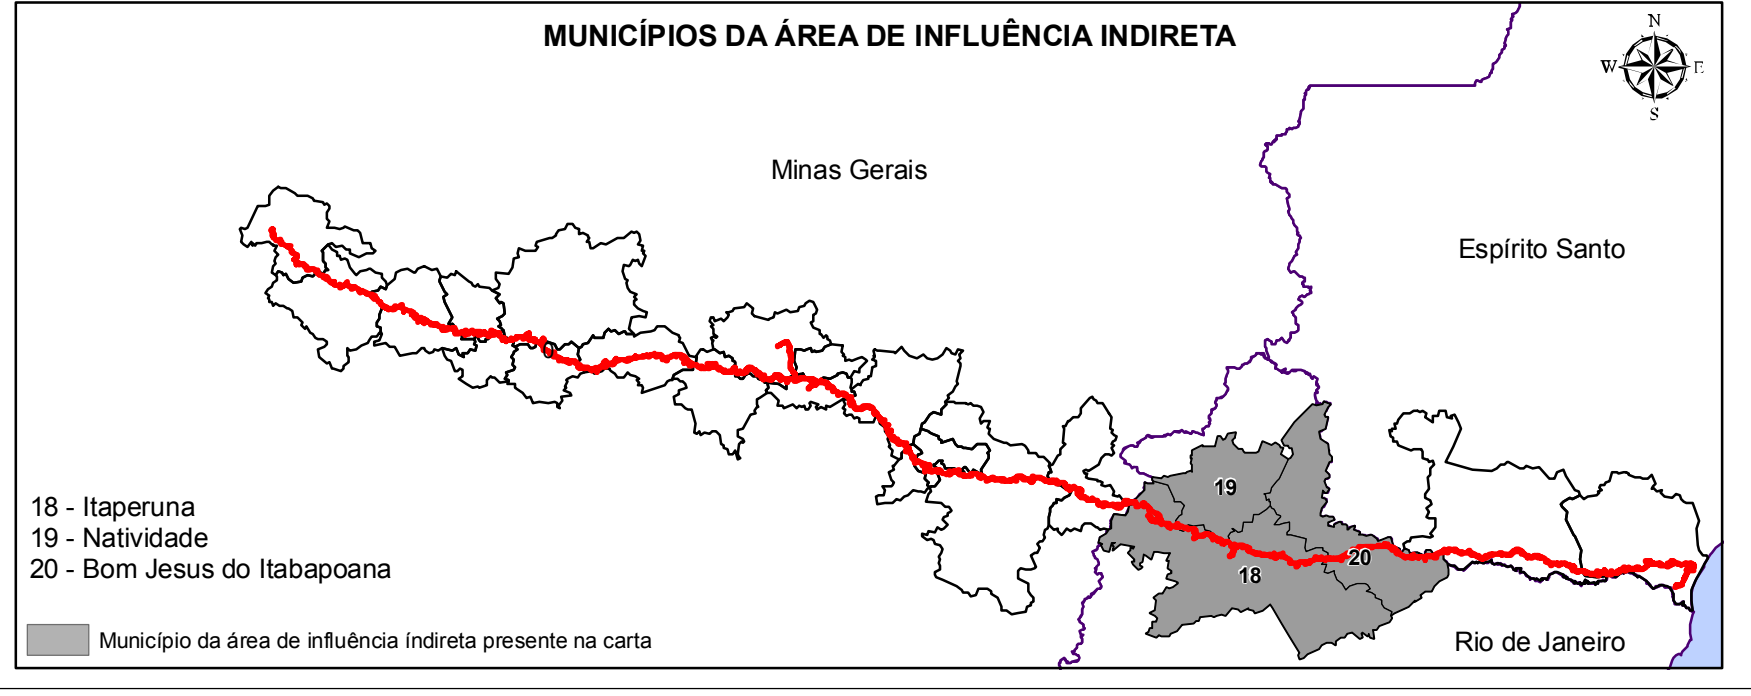 MUNICÍPIOS DA ÁREA DE INFLUÊNCIA INDIRETA
N
W E
S
Minas Gerais
Espírito Santo
19
20
18
18 - Itaperuna
19 - Natividade
20 - Bom Jesus do Itabapoana
Município da área de influência índireta presente na carta
Rio de Janeiro